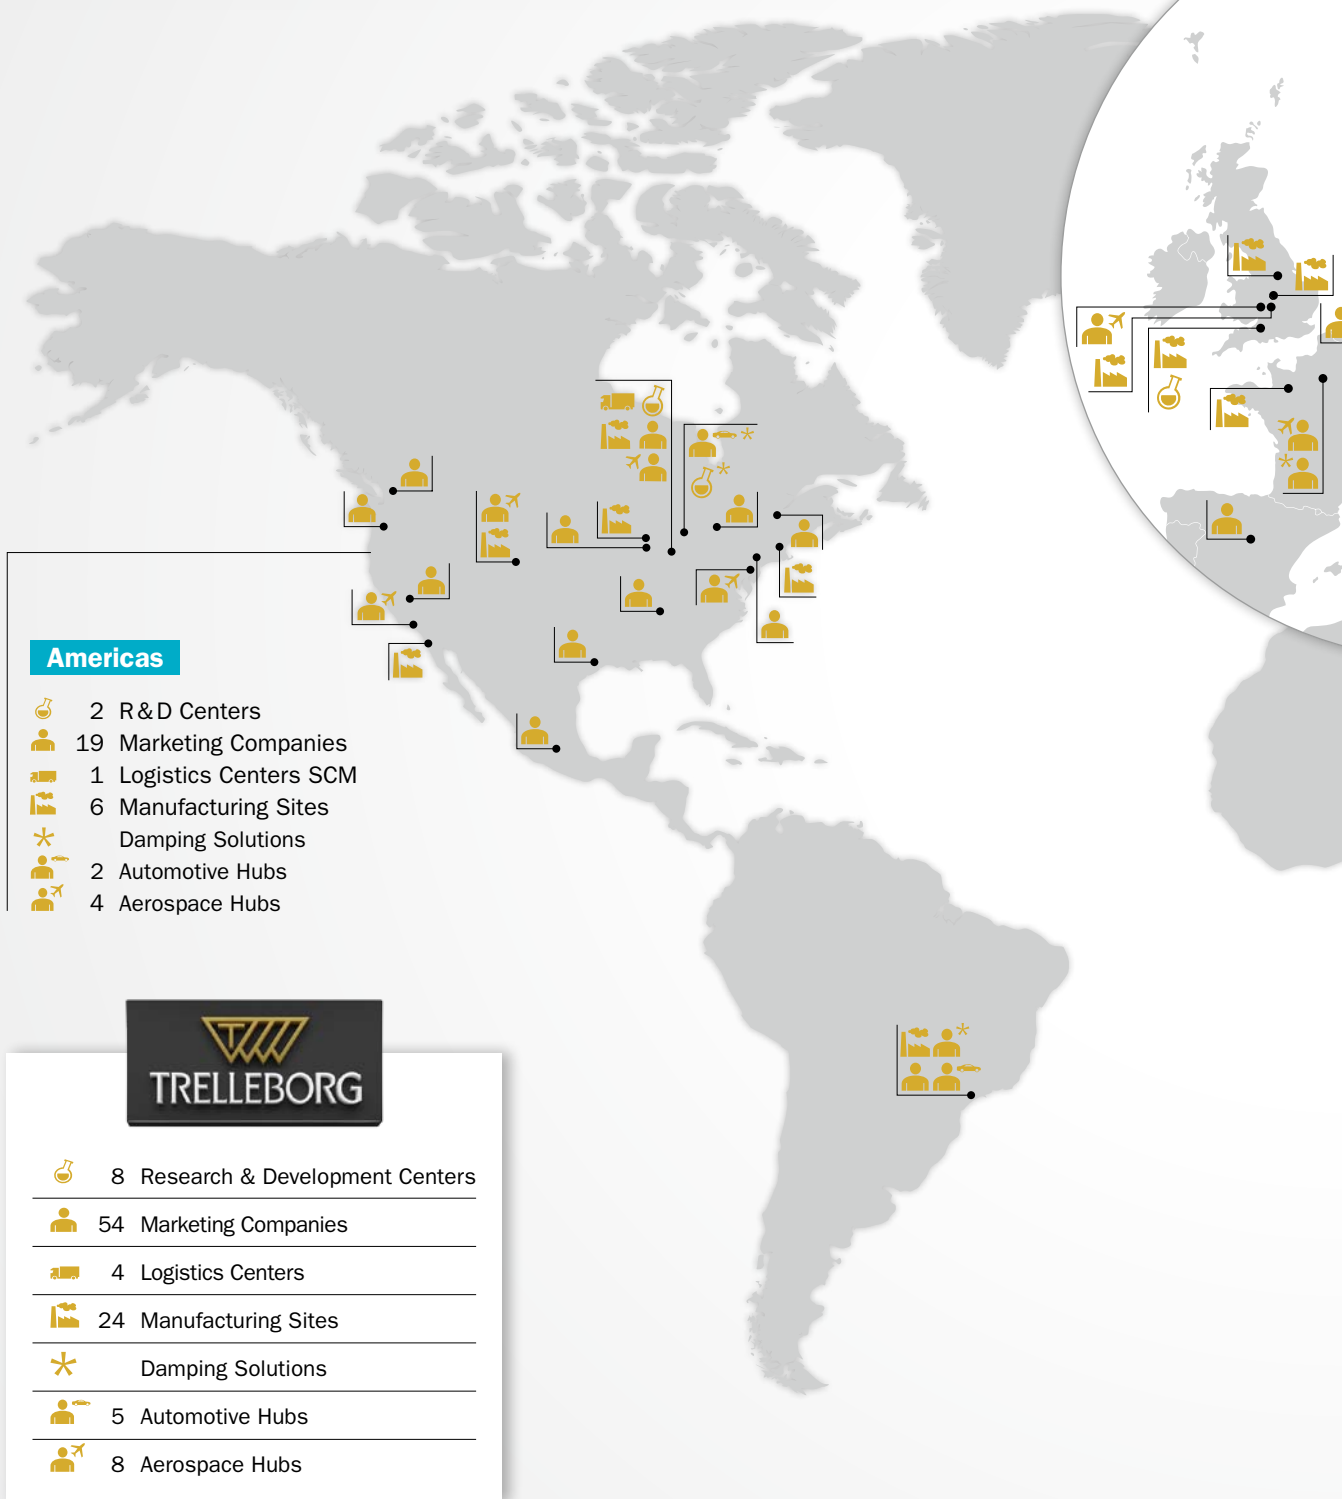 Americas
2 R&D Centers
19 Marketing Companies
1 Logistics Centers SCM
6 Manufacturing Sites
Damping Solutions
2 Automotive Hubs
4 Aerospace Hubs
TRELLEBORG
8 Research & Development Centers
54 Marketing Companies
4 Logistics Centers
24 Manufacturing Sites
Damping Solutions
5 Automotive Hubs
8 Aerospace Hubs